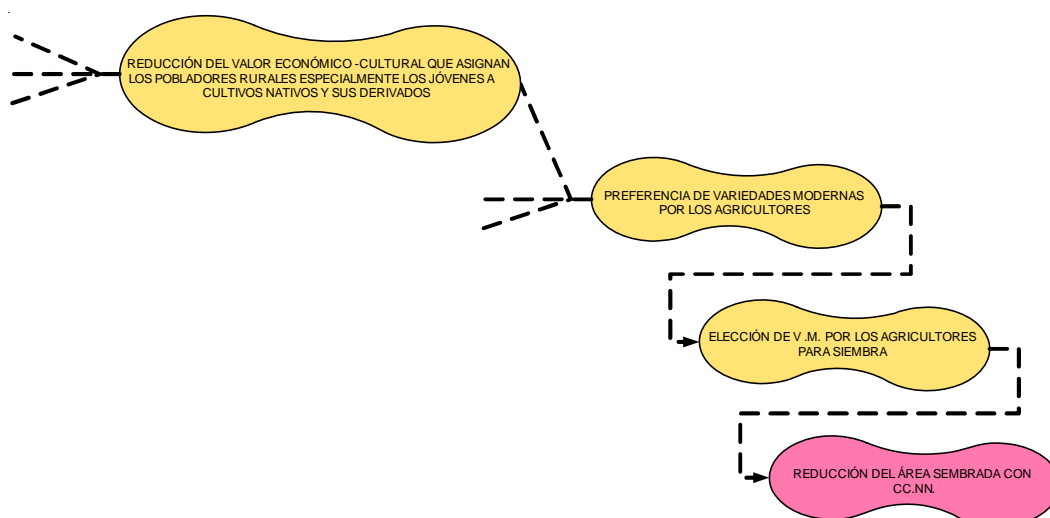 REDUCCIÓN DEL VALOR ECONÓMICO -CULTURAL QUE ASIGNAN
LOS POBLADORES RURALES ESPECIALMENTE LOS JÓVENES A
CULTIVOS NATIVOS Y SUS DERIVADOS
PREFERENCIA DE VARIEDADES MODERNAS
POR LOS AGRICULTORES
ELECCIÓN DE V .M. POR LOS AGRICULTORES
PARA SIEMBRA
REDUCCIÓN DEL ÁREA SEMBRADA CON
CC.NN.